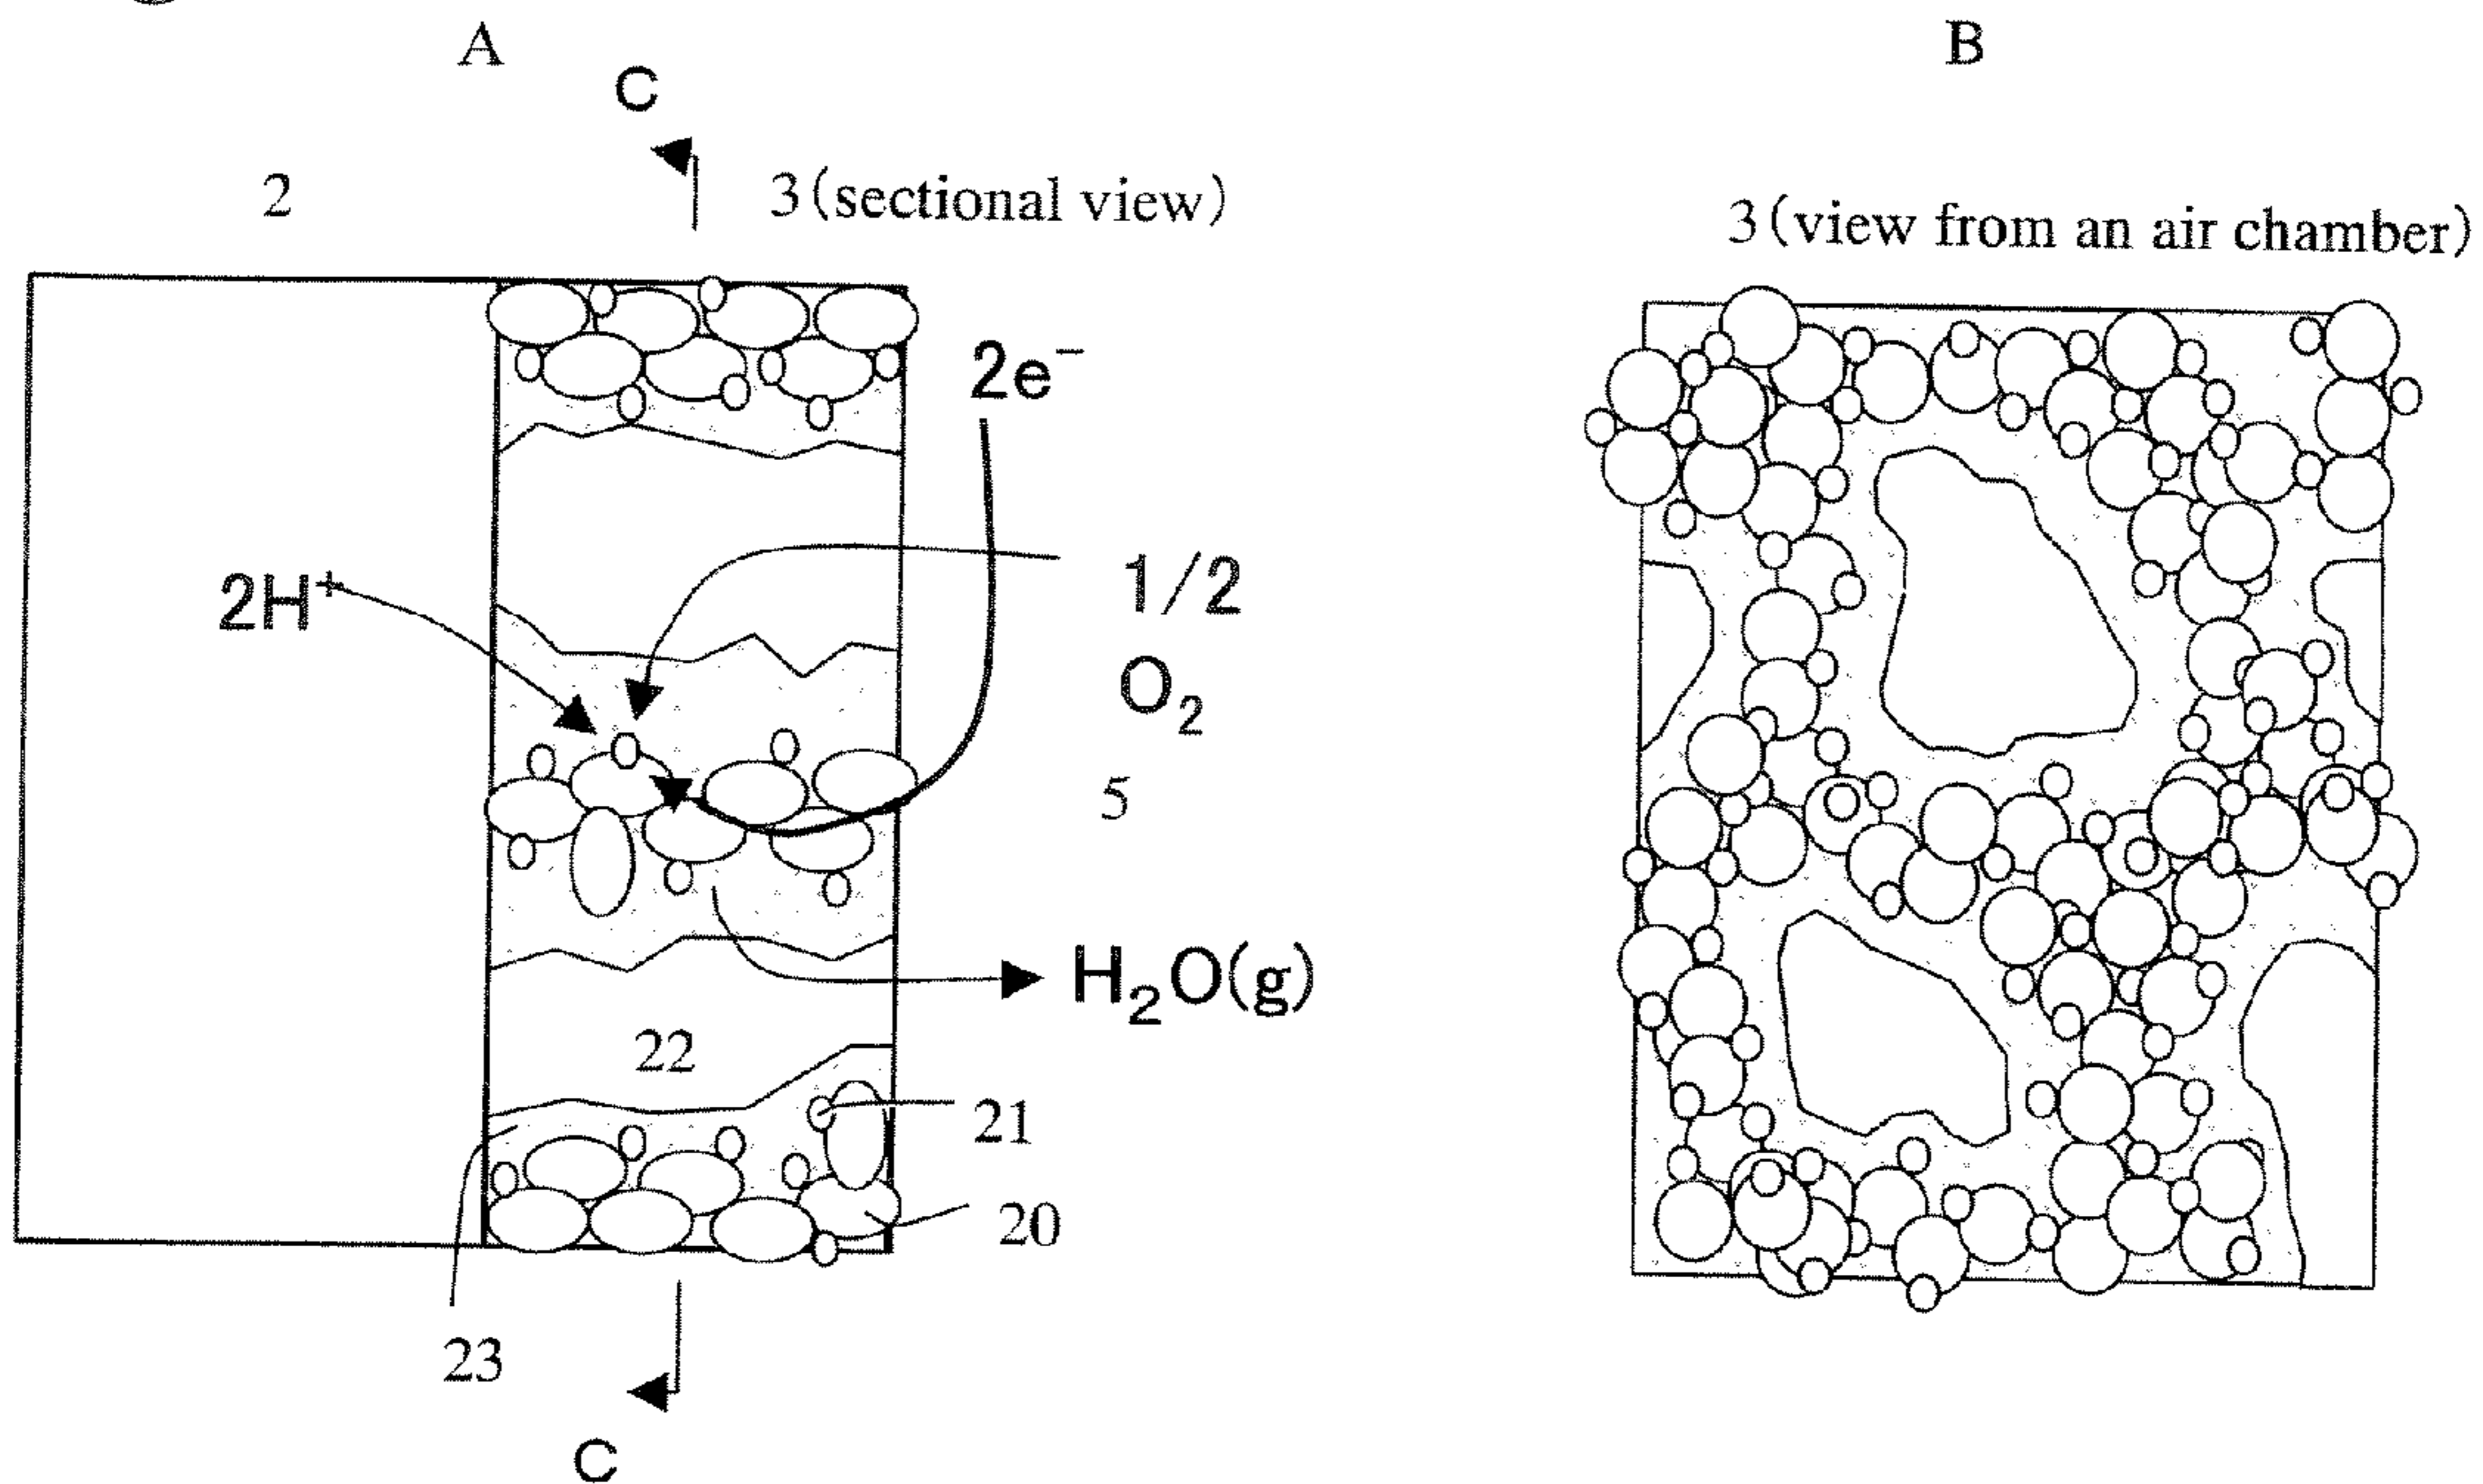 A
B
C
2
3(sectional view)
3(view from an air chamber)
2e⁻
2H⁺
1/2
O₂
5
H₂O(g)
22
21
20
23
C